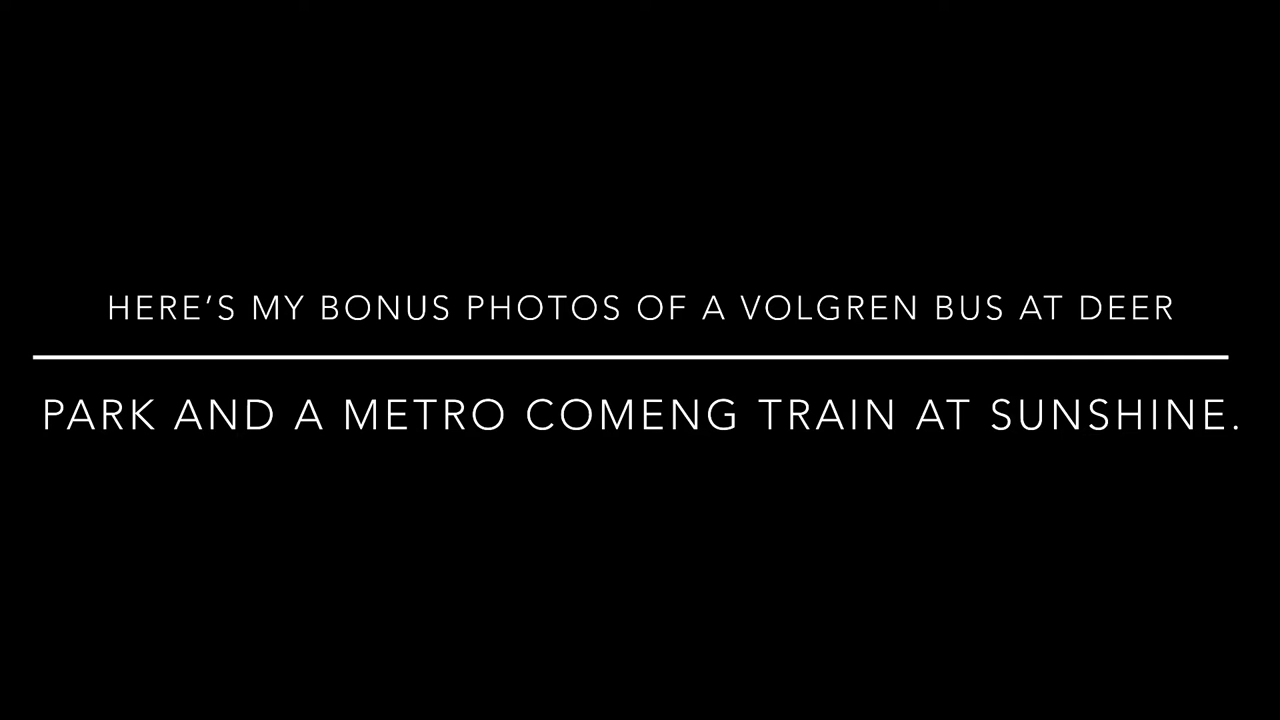 HERE’S MY BONUS PHOTOS OF A VOLGREN BUS AT DEER
PARK AND A METRO COMENG TRAIN AT SUNSHINE.